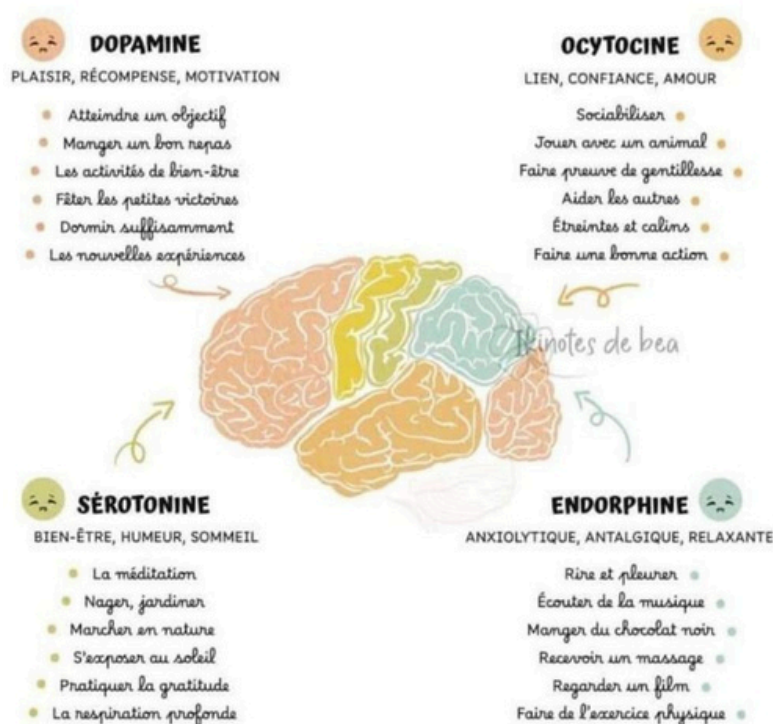 DOPAMINE
PLAISIR, RÉCOMPENSE, MOTIVATION
Atteindre un objectif
Manger un bon repas
Les activités de bien-être
Fêter les petites victoires
Dormir suffisamment
Les nouvelles expériences
OCYTOCINE
LIEN, CONFIANCE, AMOUR
Sociabiliser
Jouer avec un animal
Faire preuve de gentillesse
Aider les autres
Étreintes et calins
Faire une bonne action
Ikinotes de bea
SÉROTONINE
BIEN-ÊTRE, HUMEUR, SOMMEIL
La méditation
Nager, jardiner
Marcher en nature
S'exposer au soleil
Pratiquer la gratitude
La respiration profonde
ENDORPHINE
ANXIOLYTIQUE, ANTALGIQUE, RELAXANTE
Rire et pleurer
Écouter de la musique
Manger du chocolat noir
Recevoir un massage
Regarder un film
Faire de l'exercice physique